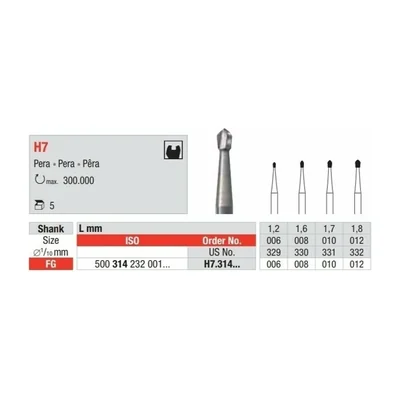 H7
Pera • Pera • Pêra
max. 300.000
5
Shank L mm 1,2 1,6 1,7 1,8
Size ISO Order No. 006 008 010 012
Ø 1/10 mm US No. 329 330 331 332
FG 500 314 232 001... H7.314... 006 008 010 012